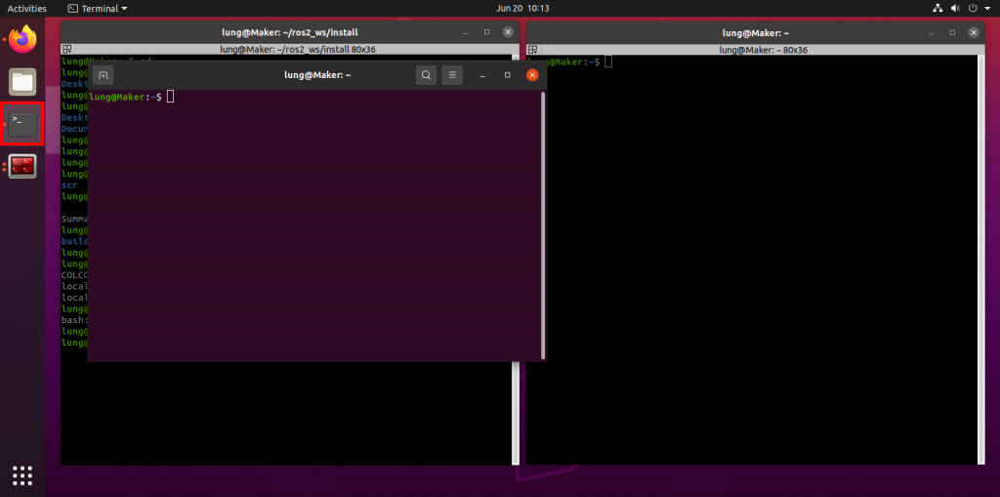 Activities
Terminal
Jun 20 10:13
lung@Maker: ~/ros2_ws/install
lung@Maker: ~/ros2_ws/install 80x36
lung@Maker: ~
lung@Maker: ~ 80x36
lung@Maker:~$
lung@Maker: ~
lung@Maker:~$
lung@
Deskt
lung@
lung@
Deskt
Docum
lung@
lung@
lung@
lung@
scr
lung@
Summa
lung@
build
lung@
lung@
COLCO
local
local
lung@
bash:
lung@
lung@